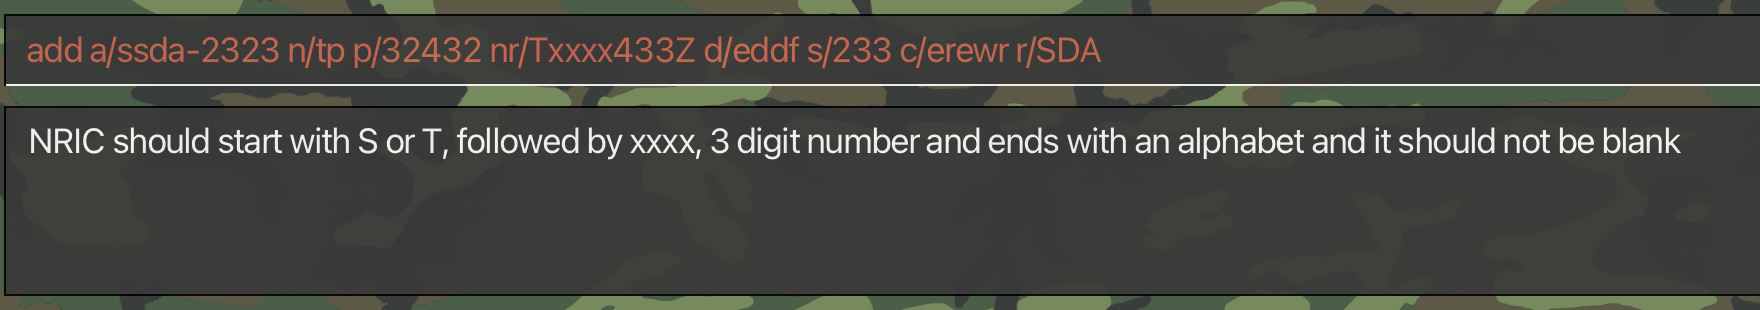 add a/ssda-2323 n/tp p/32432 nr/Txxxx433Z d/eddf s/233 c/erewr r/SDA
NRIC should start with S or T, followed by xxxx, 3 digit number and ends with an alphabet and it should not be blank